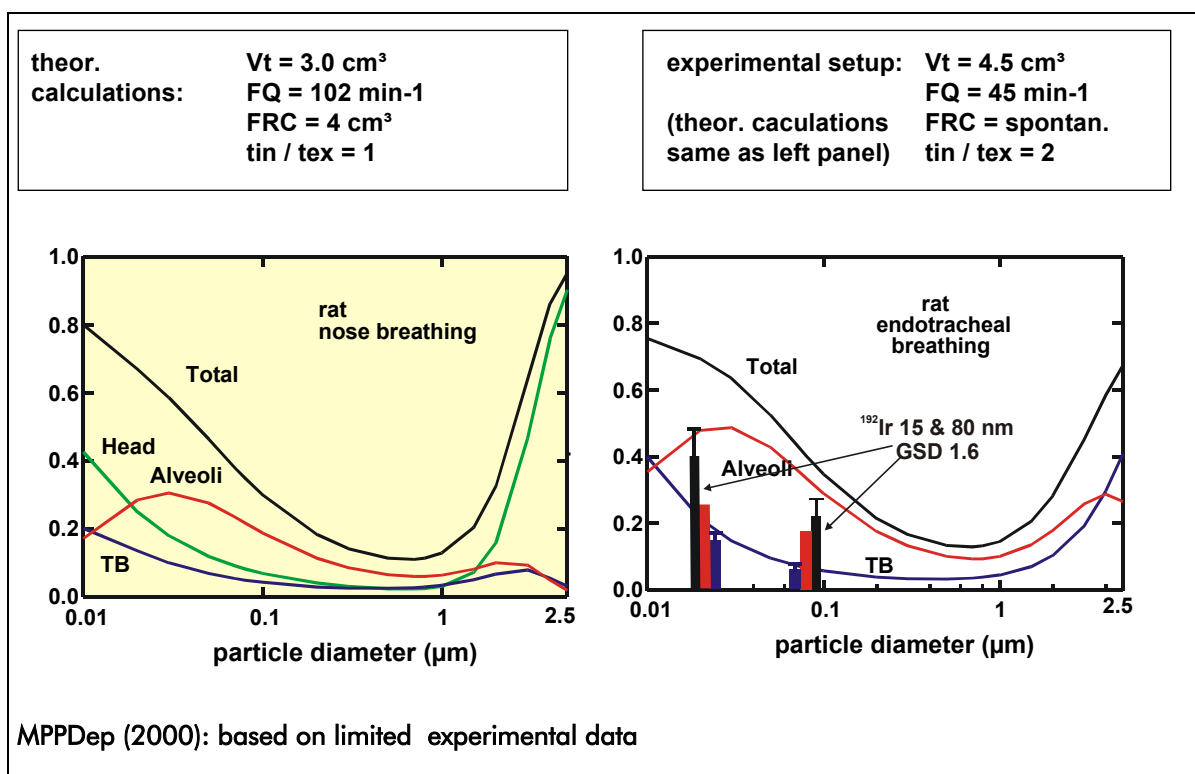 theor. Vt = 3.0 cm³
calculations: FQ = 102 min-1
FRC = 4 cm³
tin / tex = 1
experimental setup: Vt = 4.5 cm³
FQ = 45 min-1
(theor. caculations FRC = spontan.
same as left panel) tin / tex = 2
1.0
0.8
0.6
0.4
0.2
0.0
0.01
0.1
1
2.5
rat
nose breathing
Total
Head
Alveoli
TB
particle diameter (µm)
1.0
0.8
0.6
0.4
0.2
0.0
0.01
0.1
1
2.5
rat
endotracheal
breathing
Total
¹⁹²Ir 15 & 80 nm
GSD 1.6
Alveoli
TB
particle diameter (µm)
MPPDep (2000): based on limited experimental data